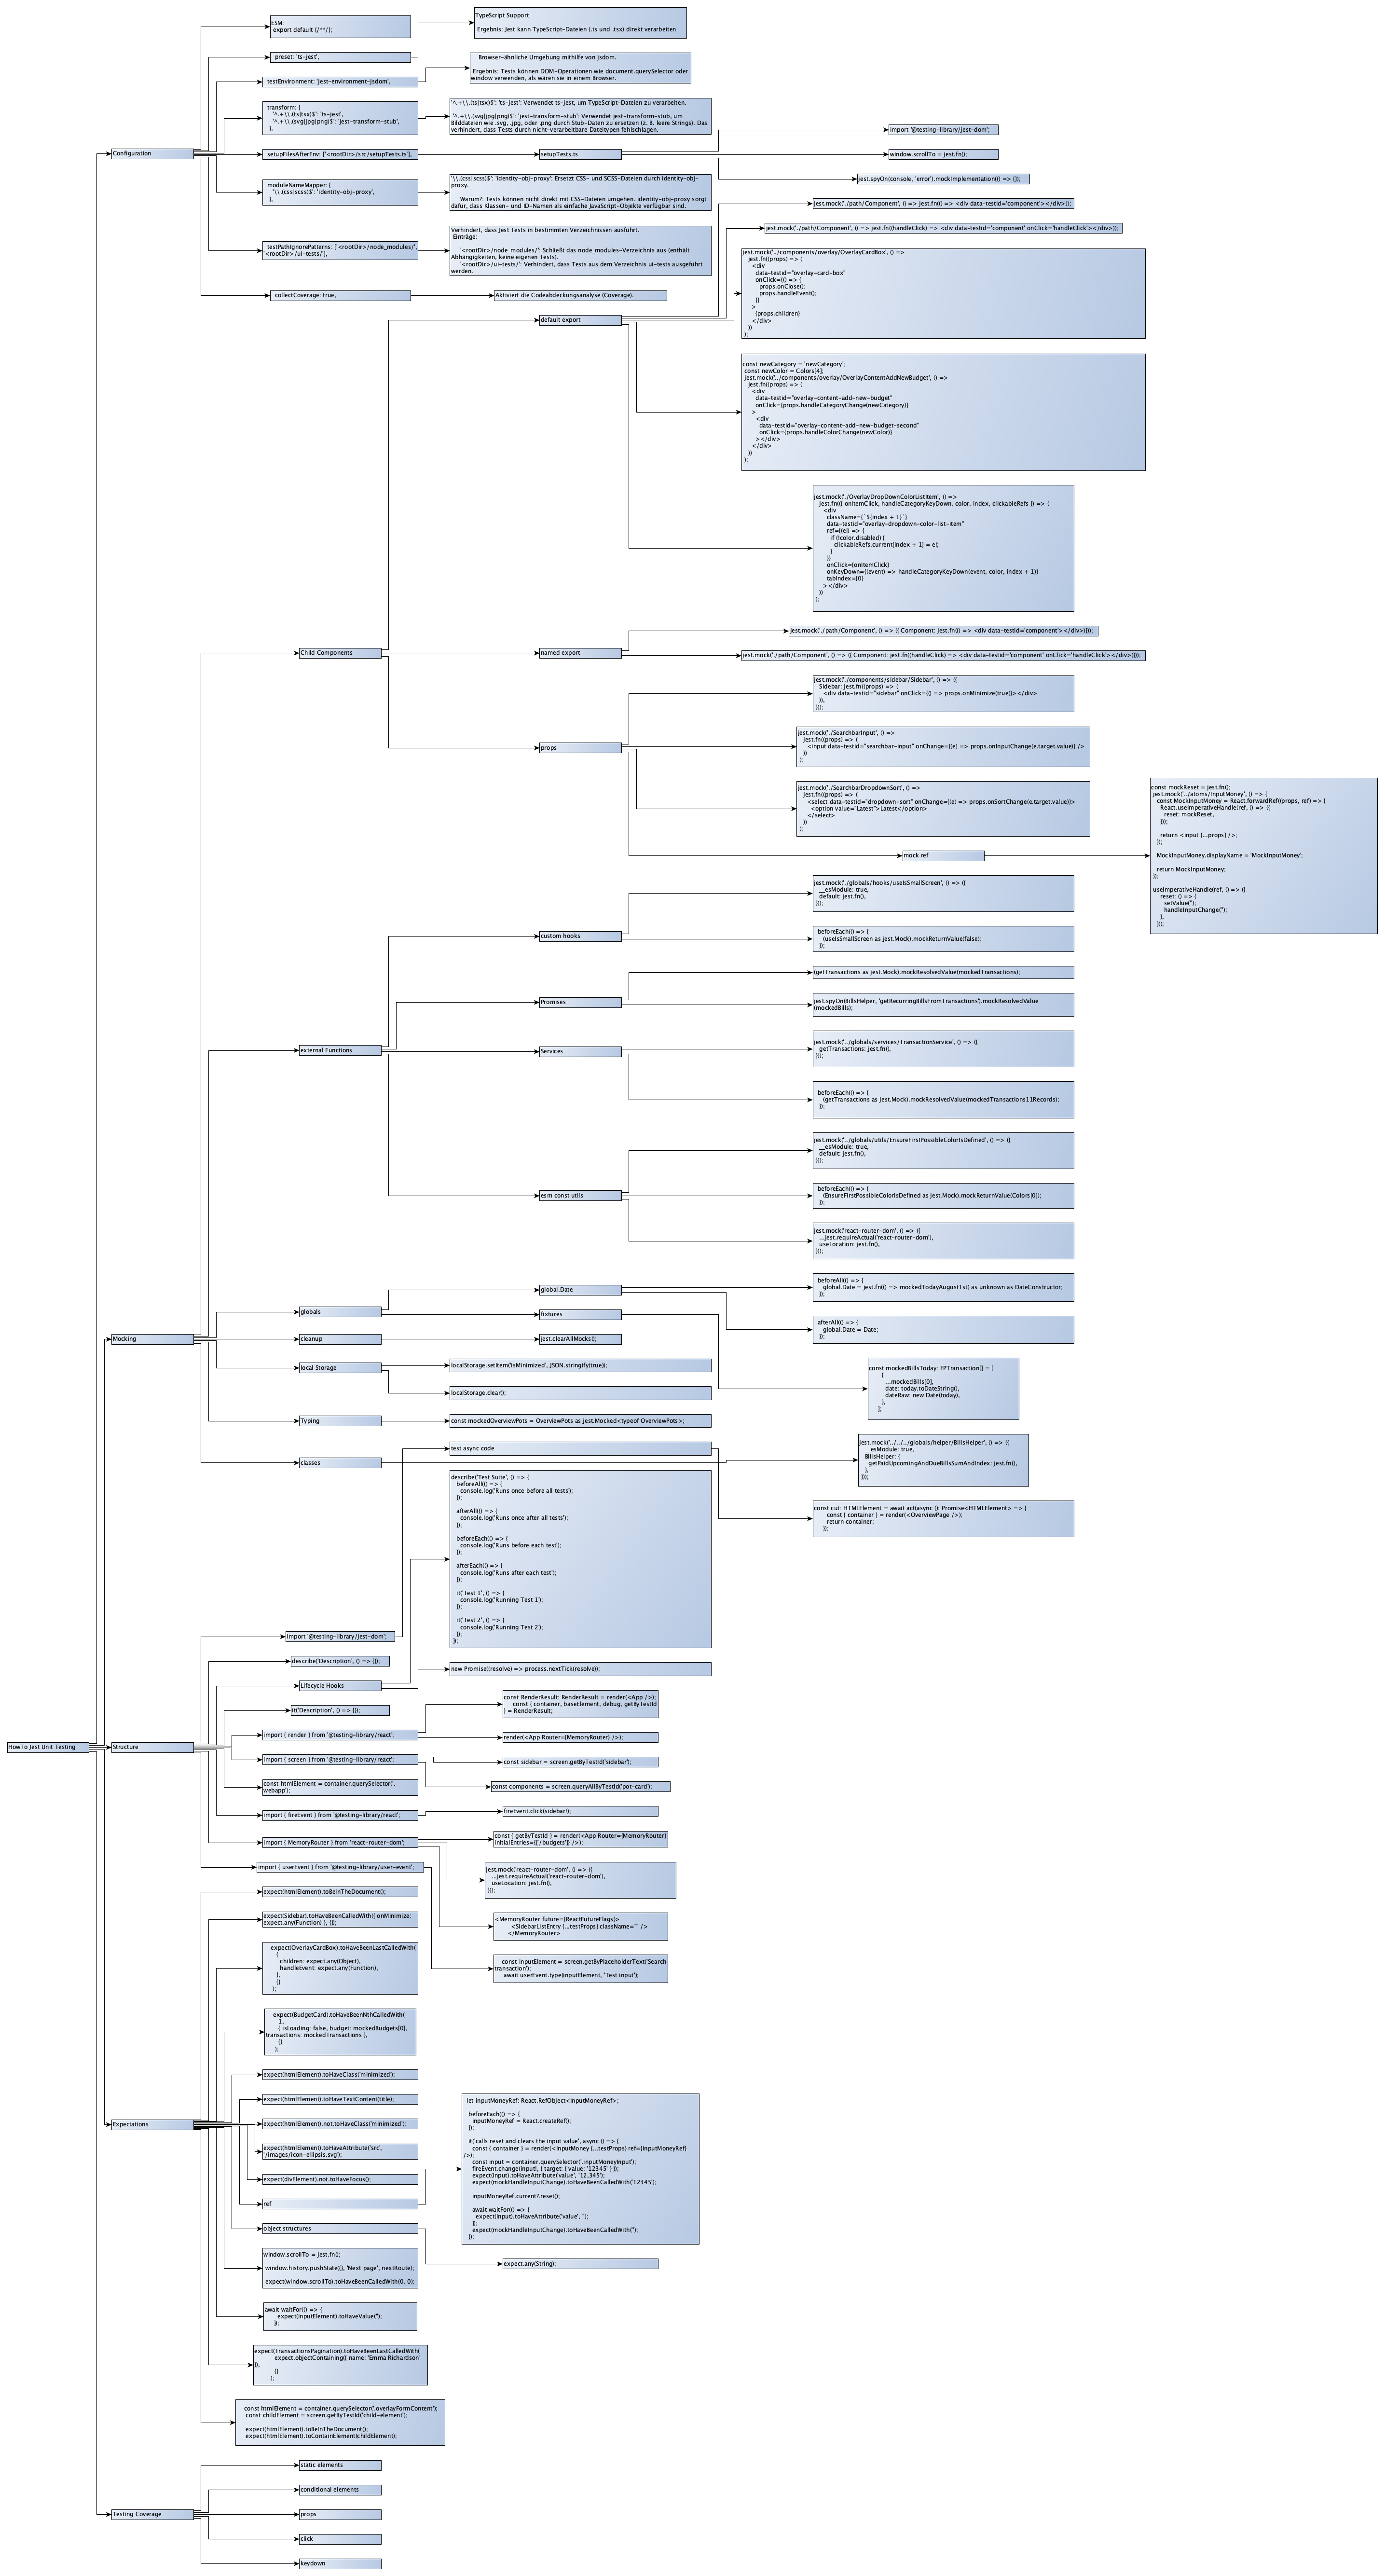 ESM:
export default {/**/};
TypeScript Support
Ergebnis: Jest kann TypeScript-Dateien (.ts und .tsx) direkt verarbeiten
preset: 'ts-jest',
Browser-ähnliche Umgebung mithilfe von jsdom.
Ergebnis: Tests können DOM-Operationen wie document.querySelector oder
window verwenden, als wären sie in einem Browser.
testEnvironment: 'jest-environment-jsdom',
transform: {
'^.+\\.(ts|tsx)$': 'ts-jest',
'^.+\\.(svg|jpg|png)$': 'jest-transform-stub',
},
'^.+\\.(ts|tsx)$': 'ts-jest': Verwendet ts-jest, um TypeScript-Dateien zu verarbeiten.
'^.+\\.(svg|jpg|png)$': 'jest-transform-stub': Verwendet jest-transform-stub, um
Bilddateien wie .svg, .jpg, oder .png durch Stub-Daten zu ersetzen (z. B. leere Strings). Das
verhindert, dass Tests durch nicht-verarbeitbare Dateitypen fehlschlagen.
import '@testing-library/jest-dom';
Configuration
setupFilesAfterEnv: ['<rootDir>/src/setupTests.ts'],
setupTests.ts
window.scrollTo = jest.fn();
jest.spyOn(console, 'error').mockImplementation(() => {});
moduleNameMapper: {
'\\.(css|scss)$': 'identity-obj-proxy',
},
'\\.(css|scss)$': 'identity-obj-proxy': Ersetzt CSS- und SCSS-Dateien durch identity-obj-
proxy.
Warum?: Tests können nicht direkt mit CSS-Dateien umgehen. identity-obj-proxy sorgt
dafür, dass Klassen- und ID-Namen als einfache JavaScript-Objekte verfügbar sind.
jest.mock('./path/Component', () => jest.fn(() => <div data-testid='component'></div>));
jest.mock('./path/Component', () => jest.fn((handleClick) => <div data-testid='component' onClick='handleClick'></div>));
testPathIgnorePatterns: ['<rootDir>/node_modules/',
<rootDir>/ui-tests/'],
Verhindert, dass Jest Tests in bestimmten Verzeichnissen ausführt.
Einträge:
'<rootDir>/node_modules/': Schließt das node_modules-Verzeichnis aus (enthält
Abhängigkeiten, keine eigenen Tests).
'<rootDir>/ui-tests/': Verhindert, dass Tests aus dem Verzeichnis ui-tests ausgeführt
werden.
collectCoverage: true,
Aktiviert die Codeabdeckungsanalyse (Coverage).
default export
jest.mock('./components/overlay/OverlayCardBox', () =>
jest.fn((props) => (
<div
data-testid="overlay-card-box"
onClick={() => {
props.onClose();
props.handleEvent();
}}
>
{props.children}
</div>
))
);
const newCategory = 'newCategory';
const newColor = Colors[4];
jest.mock('../components/overlay/OverlayContentAddNewBudget', () =>
jest.fn((props) => (
<div
data-testid="overlay-content-add-new-budget"
onClick={props.handleCategoryChange(newCategory)}
>
<div
data-testid="overlay-content-add-new-budget-second"
onClick={props.handleColorChange(newColor)}
></div>
</div>
))
);
jest.mock('./OverlayDropDownColorListItem', () =>
jest.fn(({ onItemClick, handleCategoryKeyDown, color, index, clickableRefs }) => (
<div
className={`${index + 1}`}
data-testid="overlay-dropdown-color-list-item"
ref={(el) => {
if (!color.disabled) {
clickableRefs.current[index + 1] = el;
}
}}
onClick={onItemClick}
onKeyDown={(event) => handleCategoryKeyDown(event, color, index + 1)}
tabIndex={0}
></div>
))
);
Child Components
named export
jest.mock('./path/Component', () => ({ Component: jest.fn(() => <div data-testid='component'></div>)}));
jest.mock('./path/Component', () => ({ Component: jest.fn((handleClick) => <div data-testid='component' onClick='handleClick'></div>)}));
props
jest.mock('./components/sidebar/Sidebar', () => ({
Sidebar: jest.fn((props) => (
<div data-testid="sidebar" onClick={() => props.onMinimize(true)}></div>
)),
}));
jest.mock('./SearchbarInput', () =>
jest.fn((props) => (
<input data-testid="searchbar-input" onChange={(e) => props.onInputChange(e.target.value)} />
))
);
jest.mock('./SearchbarDropdownSort', () =>
jest.fn((props) => (
<select data-testid="dropdown-sort" onChange={(e) => props.onSortChange(e.target.value)}>
<option value="Latest">Latest</option>
</select>
))
);
mock ref
const mockReset = jest.fn();
jest.mock('../atoms/InputMoney', () => {
const MockInputMoney = React.forwardRef((props, ref) => {
React.useImperativeHandle(ref, () => ({
reset: mockReset,
}));
return <input {...props} />;
});
MockInputMoney.displayName = 'MockInputMoney';
return MockInputMoney;
});
useImperativeHandle(ref, () => ({
reset: () => {
setValue('');
handleInputChange('');
},
}));
custom hooks
jest.mock('./globals/hooks/useIsSmallScreen', () => ({
__esModule: true,
default: jest.fn(),
}));
beforeEach(() => {
(useIsSmallScreen as jest.Mock).mockReturnValue(false);
});
Promises
(getTransactions as jest.Mock).mockResolvedValue(mockedTransactions);
jest.spyOn(BillsHelper, 'getRecurringBillsFromTransactions').mockResolvedValue
(mockedBills);
external Functions
Services
jest.mock('../globals/services/TransactionService', () => ({
getTransactions: jest.fn(),
}));
beforeEach(() => {
(getTransactions as jest.Mock).mockResolvedValue(mockedTransactions11Records);
});
esm const utils
jest.mock('../globals/utils/EnsureFirstPossibleColorIsDefined', () => ({
__esModule: true,
default: jest.fn(),
}));
beforeEach(() => {
(EnsureFirstPossibleColorIsDefined as jest.Mock).mockReturnValue(Colors[0]);
});
jest.mock('react-router-dom', () => ({
...jest.requireActual('react-router-dom'),
useLocation: jest.fn(),
}));
Mocking
globals
global.Date
beforeAll(() => {
global.Date = jest.fn(() => mockedTodayAugust1st) as unknown as DateConstructor;
});
afterAll(() => {
global.Date = Date;
});
fixtures
const mockedBillsToday: EPTransaction[] = [
{
...mockedBills[0],
date: today.toDateString(),
dateRaw: new Date(today),
},
];
cleanup
jest.clearAllMocks();
local Storage
localStorage.setItem('isMinimized', JSON.stringify(true));
localStorage.clear();
Typing
const mockedOverviewPots = OverviewPots as jest.Mocked<typeof OverviewPots>;
classes
jest.mock('../../../globals/helper/BillsHelper', () => ({
__esModule: true,
BillsHelper: {
getPaidUpcomingAndDueBillsSumAndIndex: jest.fn(),
},
}));
test async code
const cut: HTMLElement = await act(async (): Promise<HTMLElement> => {
const { container } = render(<OverviewPage />);
return container;
});
describe('Test Suite', () => {
beforeAll(() => {
console.log('Runs once before all tests');
});
afterAll(() => {
console.log('Runs once after all tests');
});
beforeEach(() => {
console.log('Runs before each test');
});
afterEach(() => {
console.log('Runs after each test');
});
it('Test 1', () => {
console.log('Running Test 1');
});
it('Test 2', () => {
console.log('Running Test 2');
});
});
import '@testing-library/jest-dom';
describe('Description', () => {});
Lifecycle Hooks
new Promise((resolve) => process.nextTick(resolve));
it('Description', () => {});
HowTo Jest Unit Testing
Structure
import { render } from '@testing-library/react';
const RenderResult: RenderResult = render(<App />);
const { container, baseElement, debug, getByTestId
} = RenderResult;
render(<App Router={MemoryRouter} />);
import { screen } from '@testing-library/react';
const sidebar = screen.getByTestId('sidebar');
const components = screen.queryAllByTestId('pot-card');
const htmlElement = container.querySelector('.
webapp');
import { fireEvent } from '@testing-library/react';
fireEvent.click(sidebar!);
import { MemoryRouter } from 'react-router-dom';
const { getByTestId } = render(<App Router={MemoryRouter}
initialEntries={['/budgets']} />);
jest.mock('react-router-dom', () => ({
...jest.requireActual('react-router-dom'),
useLocation: jest.fn(),
}));
<MemoryRouter future={ReactFutureFlags}>
<SidebarListEntry {...testProps} className="" />
</MemoryRouter>
import { userEvent } from '@testing-library/user-event';
const inputElement = screen.getByPlaceholderText('Search
transaction');
await userEvent.type(inputElement, 'Test input');
expect(htmlElement).toBeInTheDocument();
expect(Sidebar).toHaveBeenCalledWith({ onMinimize:
expect.any(Function) }, {});
expect(OverlayCardBox).toHaveBeenLastCalledWith(
{
children: expect.any(Object),
handleEvent: expect.any(Function),
},
{}
);
expect(BudgetCard).toHaveBeenNthCalledWith(
1,
{ isLoading: false, budget: mockedBudgets[0],
transactions: mockedTransactions },
{}
);
expect(htmlElement).toHaveClass('minimized');
expect(htmlElement).toHaveTextContent(title);
Expectations
expect(htmlElement).not.toHaveClass('minimized');
expect(htmlElement).toHaveAttribute('src',
'/images/icon-ellipsis.svg');
expect(divElement).not.toHaveFocus();
ref
let inputMoneyRef: React.RefObject<InputMoneyRef>;
beforeEach(() => {
inputMoneyRef = React.createRef();
});
it('calls reset and clears the input value', async () => {
const { container } = render(<InputMoney {...testProps} ref={inputMoneyRef}
/>);
const input = container.querySelector('.inputMoneyInput');
fireEvent.change(input!, { target: { value: '12345' } });
expect(input).toHaveAttribute('value', '12,345');
expect(mockHandleInputChange).toHaveBeenCalledWith('12345');
inputMoneyRef.current?.reset();
await waitFor(() => {
expect(input).toHaveAttribute('value', '');
});
expect(mockHandleInputChange).toHaveBeenCalledWith('');
});
object structures
expect.any(String);
window.scrollTo = jest.fn();
window.history.pushState({}, 'Next page', nextRoute);
expect(window.scrollTo).toHaveBeenCalledWith(0, 0);
await waitFor(() => {
expect(inputElement).toHaveValue('');
});
expect(TransactionsPagination).toHaveBeenLastCalledWith(
expect.objectContaining({ name: 'Emma Richardson'
}),
{}
);
const htmlElement = container.querySelector('.overlayFormContent');
const childElement = screen.getByTestId('child-element');
expect(htmlElement).toBeInTheDocument();
expect(htmlElement).toContainElement(childElement);
static elements
conditional elements
Testing Coverage
props
click
keydown